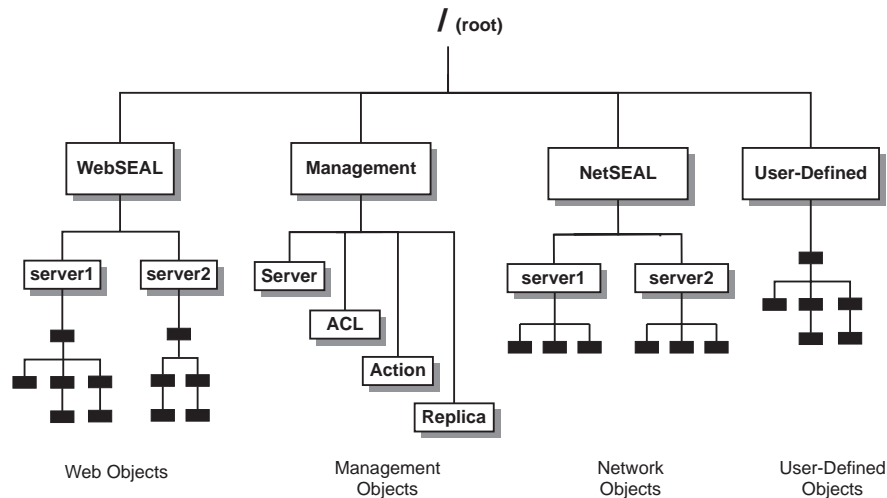 / (root)
WebSEAL
Management
NetSEAL
User-Defined
server1
server2
Server
ACL
Action
Replica
server1
server2
Web Objects
Management
Objects
Network
Objects
User-Defined
Objects